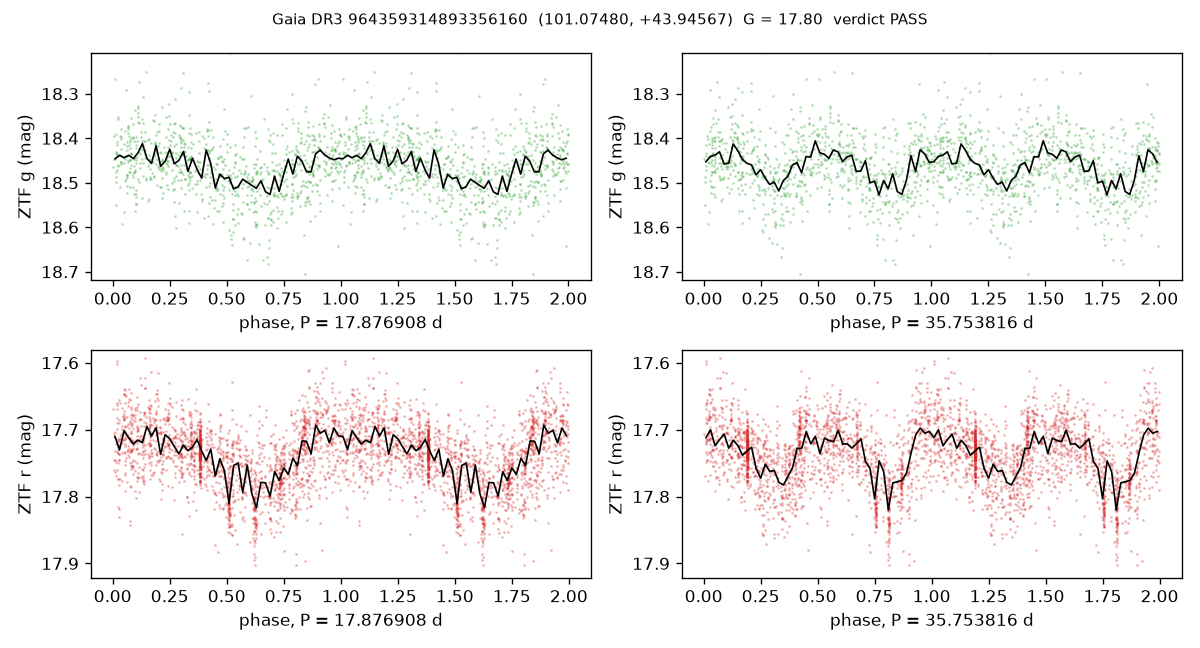 Gaia DR3 964359314893356160 (101.07480, +43.94567) G = 17.80 verdict PASS
ZTF g (mag)
18.3
18.4
18.5
18.6
18.7
0.00 0.25 0.50 0.75 1.00 1.25 1.50 1.75 2.00
phase, P = 17.876908 d
ZTF g (mag)
18.3
18.4
18.5
18.6
18.7
0.00 0.25 0.50 0.75 1.00 1.25 1.50 1.75 2.00
phase, P = 35.753816 d
ZTF r (mag)
17.6
17.7
17.8
17.9
0.00 0.25 0.50 0.75 1.00 1.25 1.50 1.75 2.00
phase, P = 17.876908 d
ZTF r (mag)
17.6
17.7
17.8
17.9
0.00 0.25 0.50 0.75 1.00 1.25 1.50 1.75 2.00
phase, P = 35.753816 d